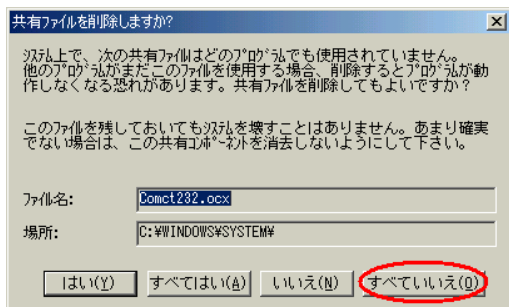 共有ファイルを削除しますか?
ｼｽﾃﾑ上で、次の共有ﾌｧｲﾙはどのﾌﾟﾛｸﾞﾗﾑでも使用されていません。
他のﾌﾟﾛｸﾞﾗﾑがまだこのﾌｧｲﾙを使用する場合、削除するとﾌﾟﾛｸﾞﾗﾑが動
作しなくなる恐れがあります。共有ﾌｧｲﾙを削除してもよいですか？
このﾌｧｲﾙを残しておいてもｼｽﾃﾑを壊すことはありません。あまり確実
でない場合は、この共有ｺﾝﾎﾟｰﾈﾝﾄを消去しないようにして下さい。
ﾌｧｲﾙ名: Comct232.ocx
場所: C:¥WINDOWS¥SYSTEM¥
はい(Y) すべてはい(A) いいえ(N) すべていいえ(O)